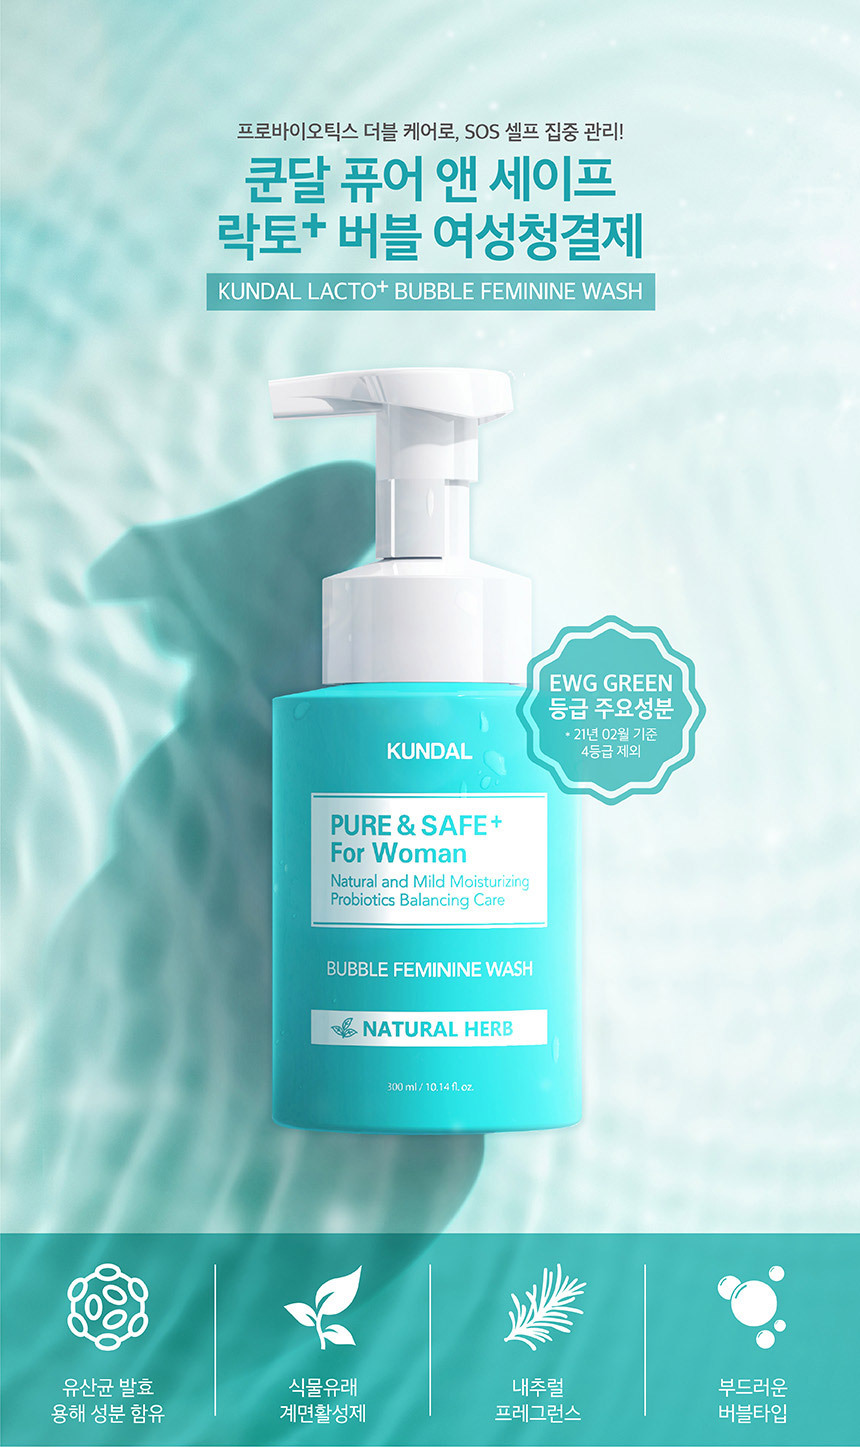 프로바이오틱스 더블 케어로, SOS 셀프 집중 관리!
쿤달 퓨어 앤 세이프
락토⁺ 버블 여성청결제
KUNDAL LACTO⁺ BUBBLE FEMININE WASH
EWG GREEN
등급 주요성분
* 21년 02월 기준
4등급 제외
KUNDAL
PURE & SAFE⁺
For Woman
Natural and Mild Moisturizing
Probiotics Balancing Care
BUBBLE FEMININE WASH
NATURAL HERB
300 ml / 10.14 fl. oz.
유산균 발효
용해 성분 함유
식물유래
계면활성제
내추럴
프레그런스
부드러운
버블타입